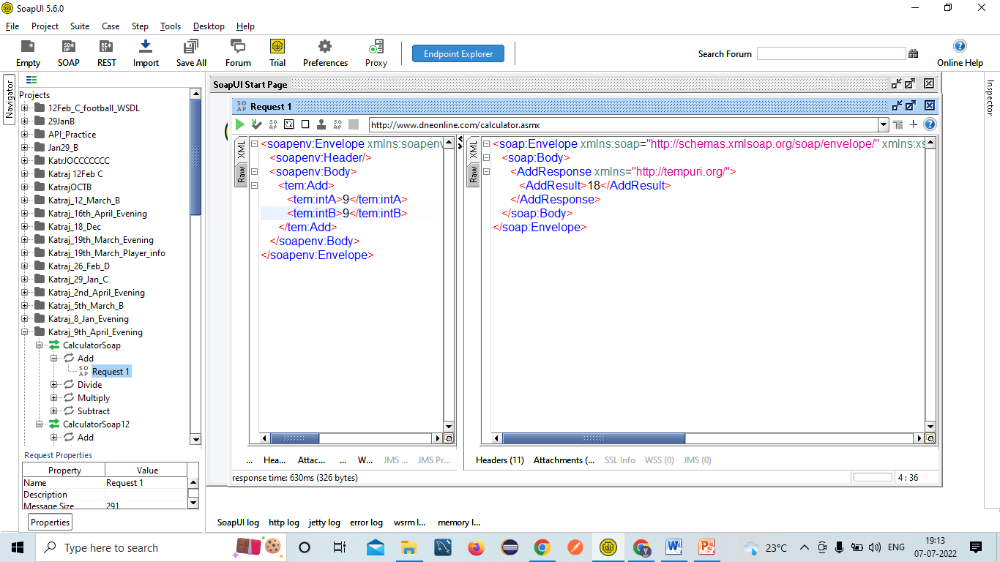 SoapUI 5.6.0
File Project Suite Case Step Tools Desktop Help
Empty SOAP REST Import Save All Forum Trial Preferences Proxy Endpoint Explorer Search Forum Online Help
Navigator
Projects
12Feb_C_football_WSDL
29JanB
API_Practice
Jan29_B
KatrJOCCCCCCC
Katraj 12Feb C
KatrajOCTB
Katraj_12_March_B
Katraj_16th_April_Evening
Katraj_18_Dec
Katraj_19th_March_Evening
Katraj_19th_March_Player_info
Katraj_26_Feb_D
Katraj_29_Jan_C
Katraj_2nd_April_Evening
Katraj_5th_March_B
Katraj_8_Jan_Evening
Katraj_9th_April_Evening
CalculatorSoap
Add
SO AP Request 1
Divide
Multiply
Subtract
CalculatorSoap12
Add
Request Properties
Property Value
Name Request 1
Description
Message Size 291
Properties
SoapUI Start Page
SO AP Request 1
http://www.dneonline.com/calculator.asmx
XML
Raw
<soapenv:Envelope xmlns:soapenv
<soapenv:Header/>
<soapenv:Body>
<tem:Add>
<tem:intA>9</tem:intA>
<tem:intB>9</tem:intB>
</tem:Add>
</soapenv:Body>
</soapenv:Envelope>
XML
Raw
<soap:Envelope xmlns:soap="http://schemas.xmlsoap.org/soap/envelope/" xmlns:xs
<soap:Body>
<AddResponse xmlns="http://tempuri.org/">
<AddResult>18</AddResult>
</AddResponse>
</soap:Body>
</soap:Envelope>
... Hea... Attac... ... W... JMS ... JMS Pr...
Headers (11) Attachments (... SSL Info WSS (0) JMS (0)
response time: 630ms (326 bytes)
4 : 36
Inspector
SoapUI log http log jetty log error log wsrm l... memory l...
Type here to search
23°C ENG 19:13
07-07-2022